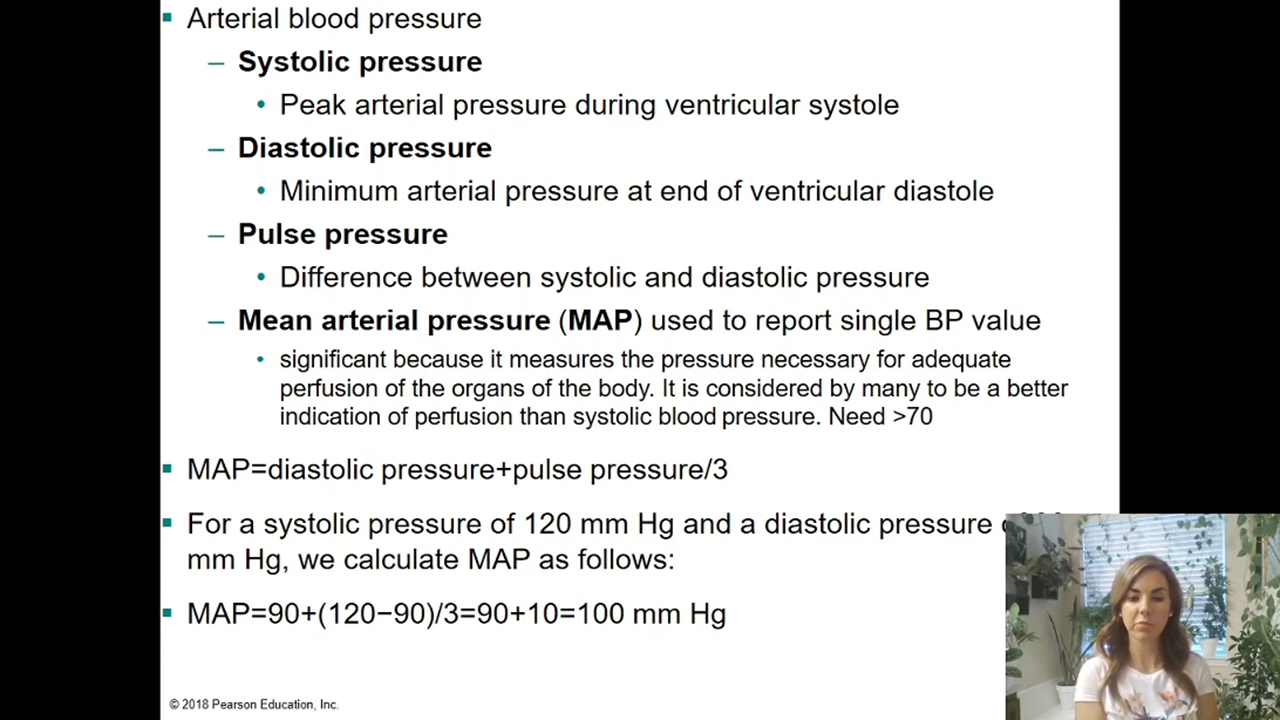 Arterial blood pressure
– Systolic pressure
• Peak arterial pressure during ventricular systole
– Diastolic pressure
• Minimum arterial pressure at end of ventricular diastole
– Pulse pressure
• Difference between systolic and diastolic pressure
– Mean arterial pressure (MAP) used to report single BP value
• significant because it measures the pressure necessary for adequate
perfusion of the organs of the body. It is considered by many to be a better
indication of perfusion than systolic blood pressure. Need >70
MAP=diastolic pressure+pulse pressure/3
For a systolic pressure of 120 mm Hg and a diastolic pressure
mm Hg, we calculate MAP as follows:
MAP=90+(120−90)/3=90+10=100 mm Hg
© 2018 Pearson Education, Inc.